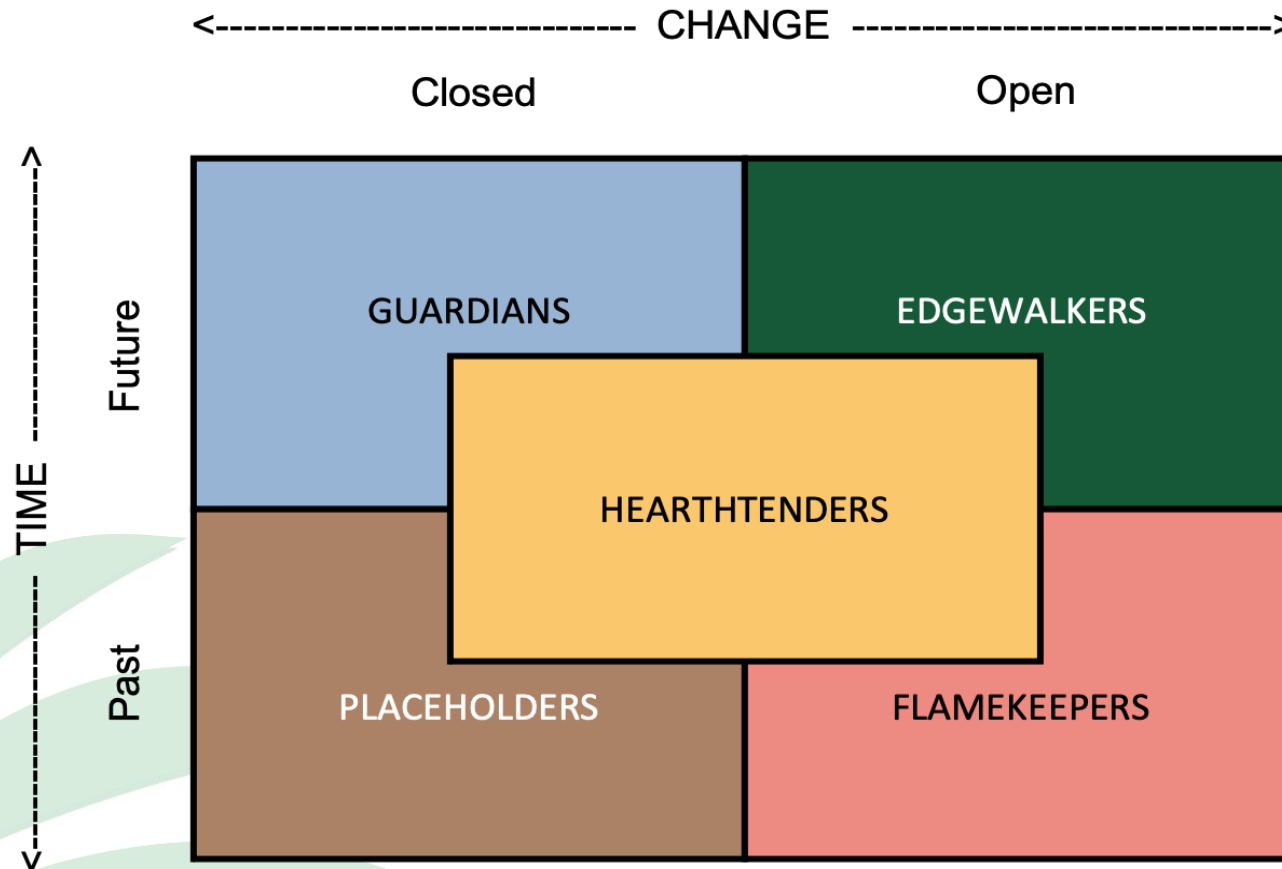 <----------------------------- CHANGE ------------------------------>
Closed
Open
<----- TIME ----->
Future
Past
GUARDIANS
EDGEWALKERS
HEARTHTENDERS
PLACEHOLDERS
FLAMEKEEPERS